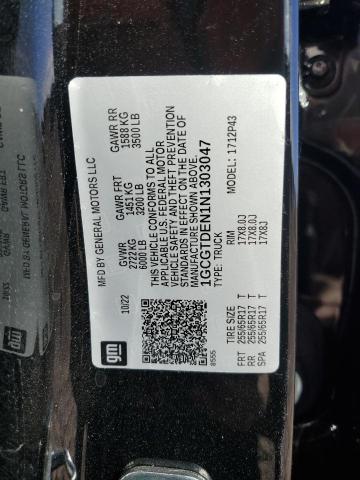 MFD BY GENERAL MOTORS LLC
10/22
GVWR
2722 KG
6000LB
GAWR FRT
1451 KG
3200 LB
GAWR RR
1588 KG
3500 LB
THIS VEHICLE CONFORMS TO ALL
APPLICABLE U.S. FEDERAL MOTOR
VEHICLE SAFETY AND THEFT PREVENTION
STANDARDS IN EFFECT ON THE DATE OF
MANUFACTURE SHOWN ABOVE.
1GCGTDEN1N1303047
TYPE: TRUCK
MODEL: 1712P43
gm
8555
TIRE SIZE RIM
FRT 255/65R17 T 17X8.0J
RR 255/65R17 T 17X8.0J
SPA 255/65R17 T 17X8J